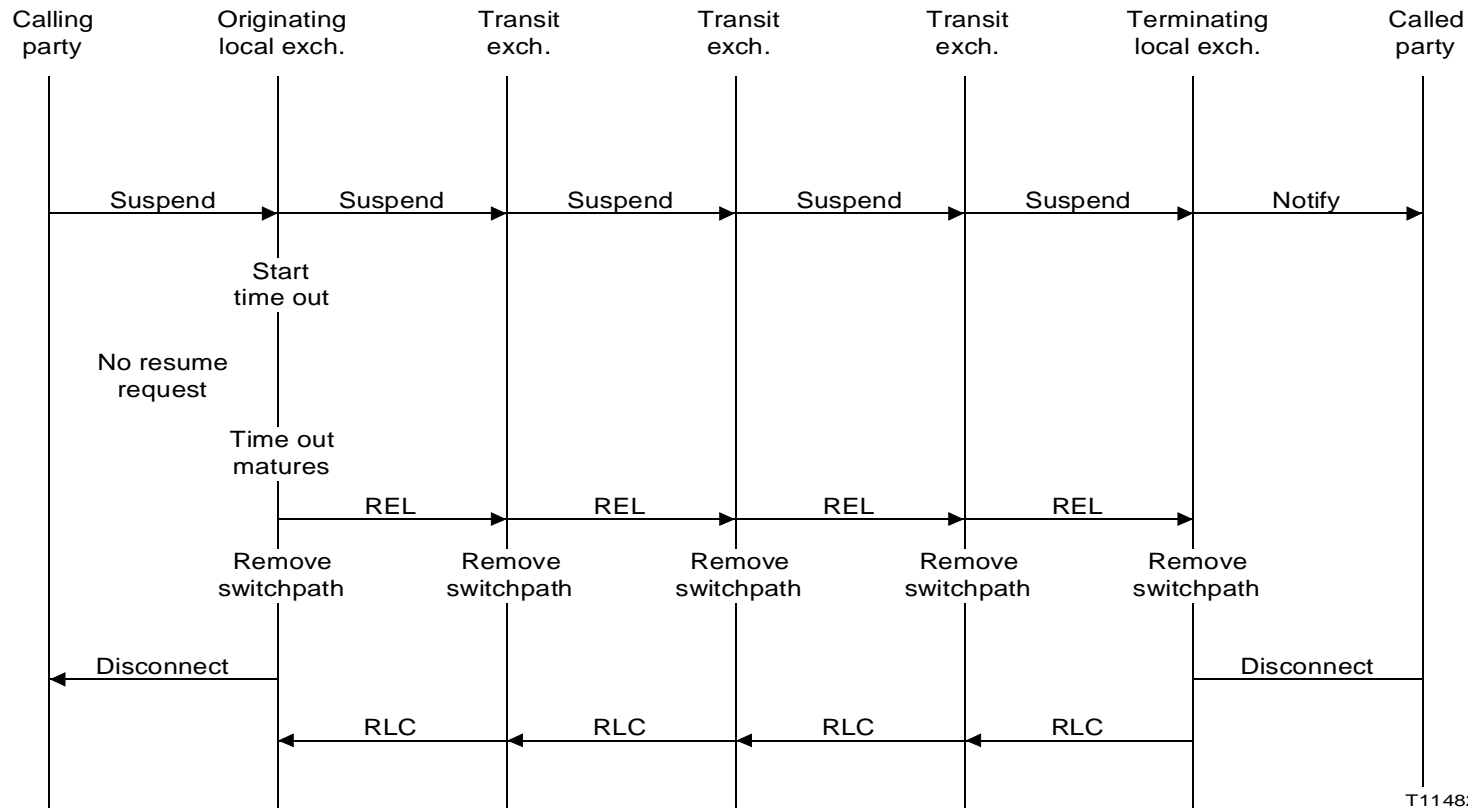 Calling party
Originating local exch.
Transit exch.
Transit exch.
Transit exch.
Terminating local exch.
Called party
Suspend
Suspend
Suspend
Suspend
Suspend
Notify
Start time out
No resume request
Time out matures
REL
REL
REL
REL
Remove switchpath
Remove switchpath
Remove switchpath
Remove switchpath
Remove switchpath
Disconnect
Disconnect
RLC
RLC
RLC
RLC